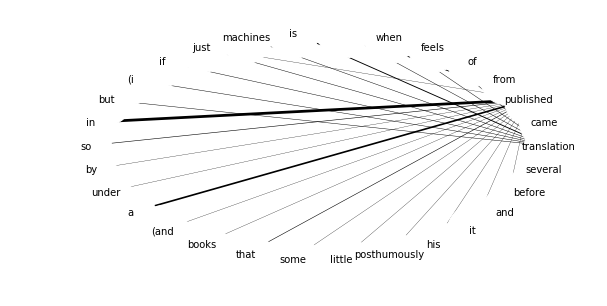 is
machines
when
just
feels
if
of
(i
from
but
published
in
came
so
translation
by
several
under
before
a
and
(and
it
books
his
that
posthumously
some
little